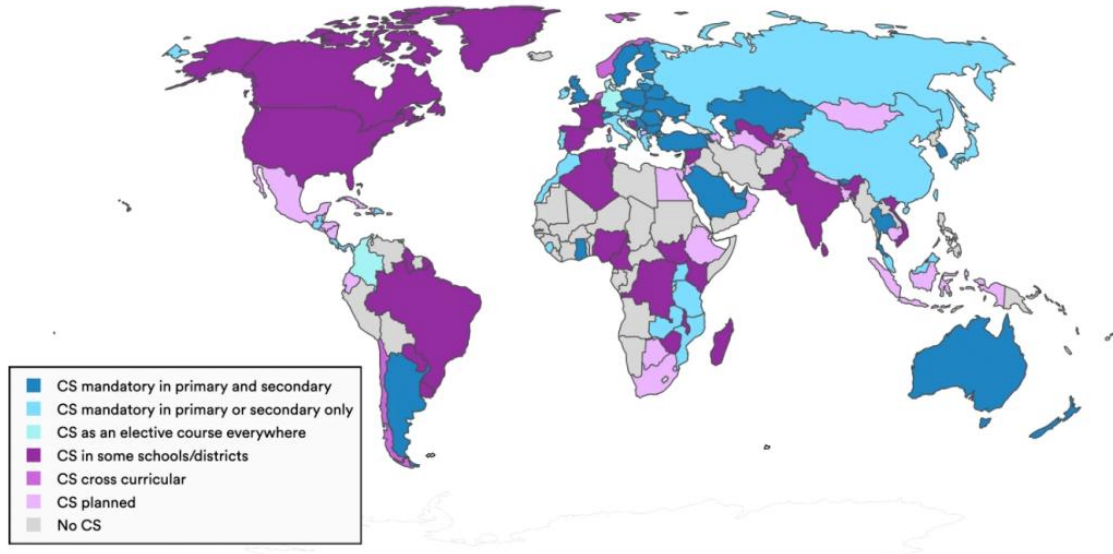 CS mandatory in primary and secondary
CS mandatory in primary or secondary only
CS as an elective course everywhere
CS in some schools/districts
CS cross curricular
CS planned
No CS